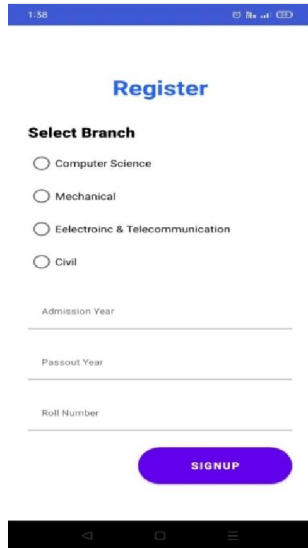 1:58
Register
Select Branch
Computer Science
Mechanical
Eelectroinc & Telecommunication
Civil
Admission Year
Passout Year
Roll Number
SIGNUP